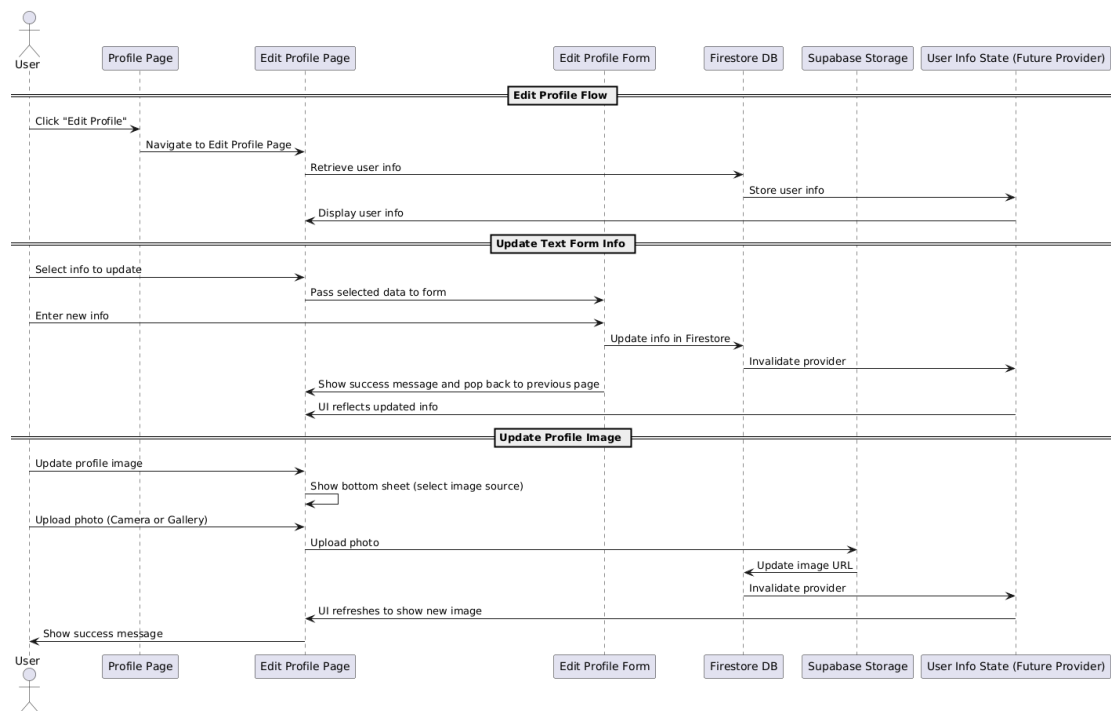 User
Profile Page
Edit Profile Page
Edit Profile Form
Firestore DB
Supabase Storage
User Info State (Future Provider)
Edit Profile Flow
Click "Edit Profile"
Navigate to Edit Profile Page
Retrieve user info
Store user info
Display user info
Update Text Form Info
Select info to update
Pass selected data to form
Enter new info
Update info in Firestore
Invalidate provider
Show success message and pop back to previous page
UI reflects updated info
Update Profile Image
Update profile image
Show bottom sheet (select image source)
Upload photo (Camera or Gallery)
Upload photo
Update image URL
Invalidate provider
UI refreshes to show new image
Show success message
User
Profile Page
Edit Profile Page
Edit Profile Form
Firestore DB
Supabase Storage
User Info State (Future Provider)